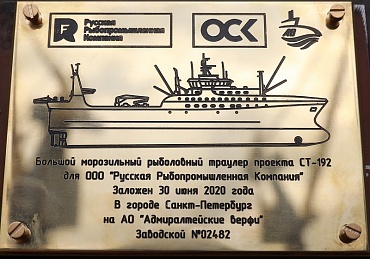 Русская
Рыбопромышленная
Компания
ОСК
Большой морозильный рыболовный траулер проекта СТ-192
для ООО "Русская Рыбопромышленная Компания"
Заложен 30 июня 2020 года
В городе Санкт-Петербург
на АО "Адмиралтейские верфи"
Заводской №02482